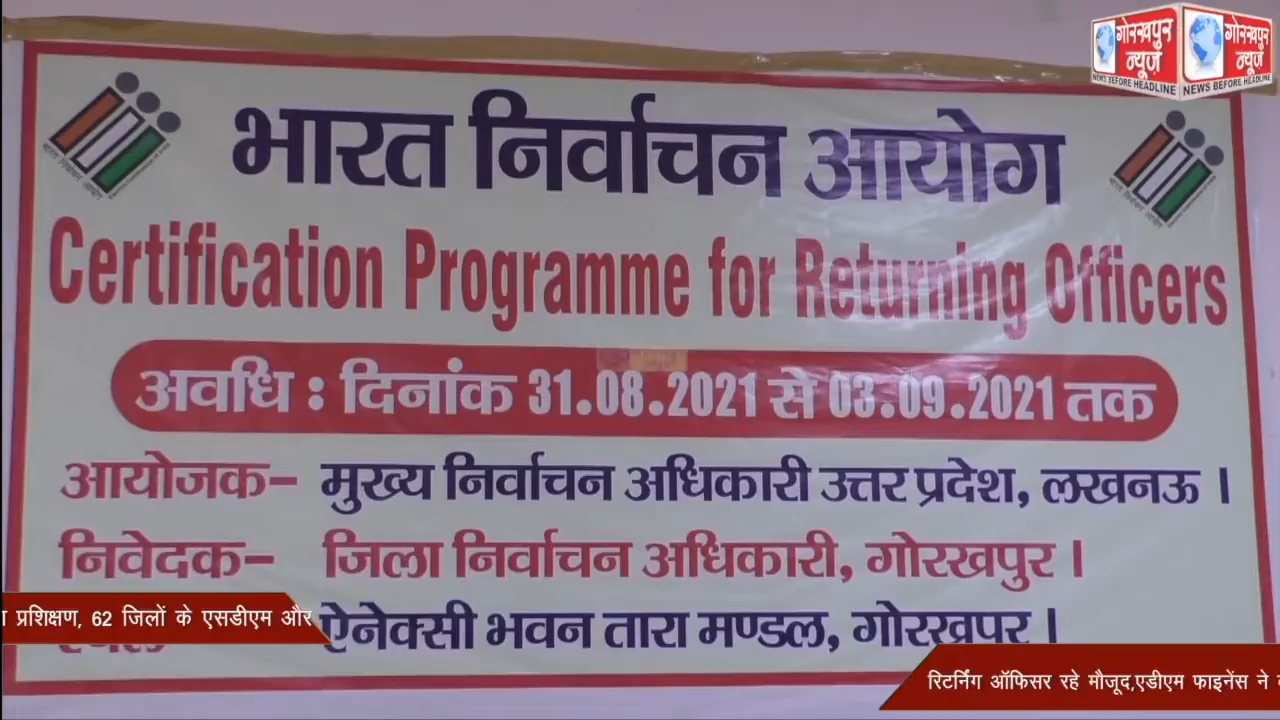 गोरखपुर न्यूज़
NEWS BEFORE HEADLINE
गोरखपुर न्यूज़
NEWS BEFORE HEADLINE
भारत निर्वाचन आयोग
Certification Programme for Returning Officers
अवधि : दिनांक 31.08.2021 से 03.09.2021 तक
आयोजक- मुख्य निर्वाचन अधिकारी उत्तर प्रदेश, लखनऊ ।
निवेदक- जिला निर्वाचन अधिकारी, गोरखपुर ।
ऐनेक्सी भवन तारा मण्डल, गोरखपुर ।
प्रशिक्षण, 62 जिलों के एसडीएम और
रिटर्निंग ऑफिसर रहे मौजूद,एडीएम फाइनेंस ने